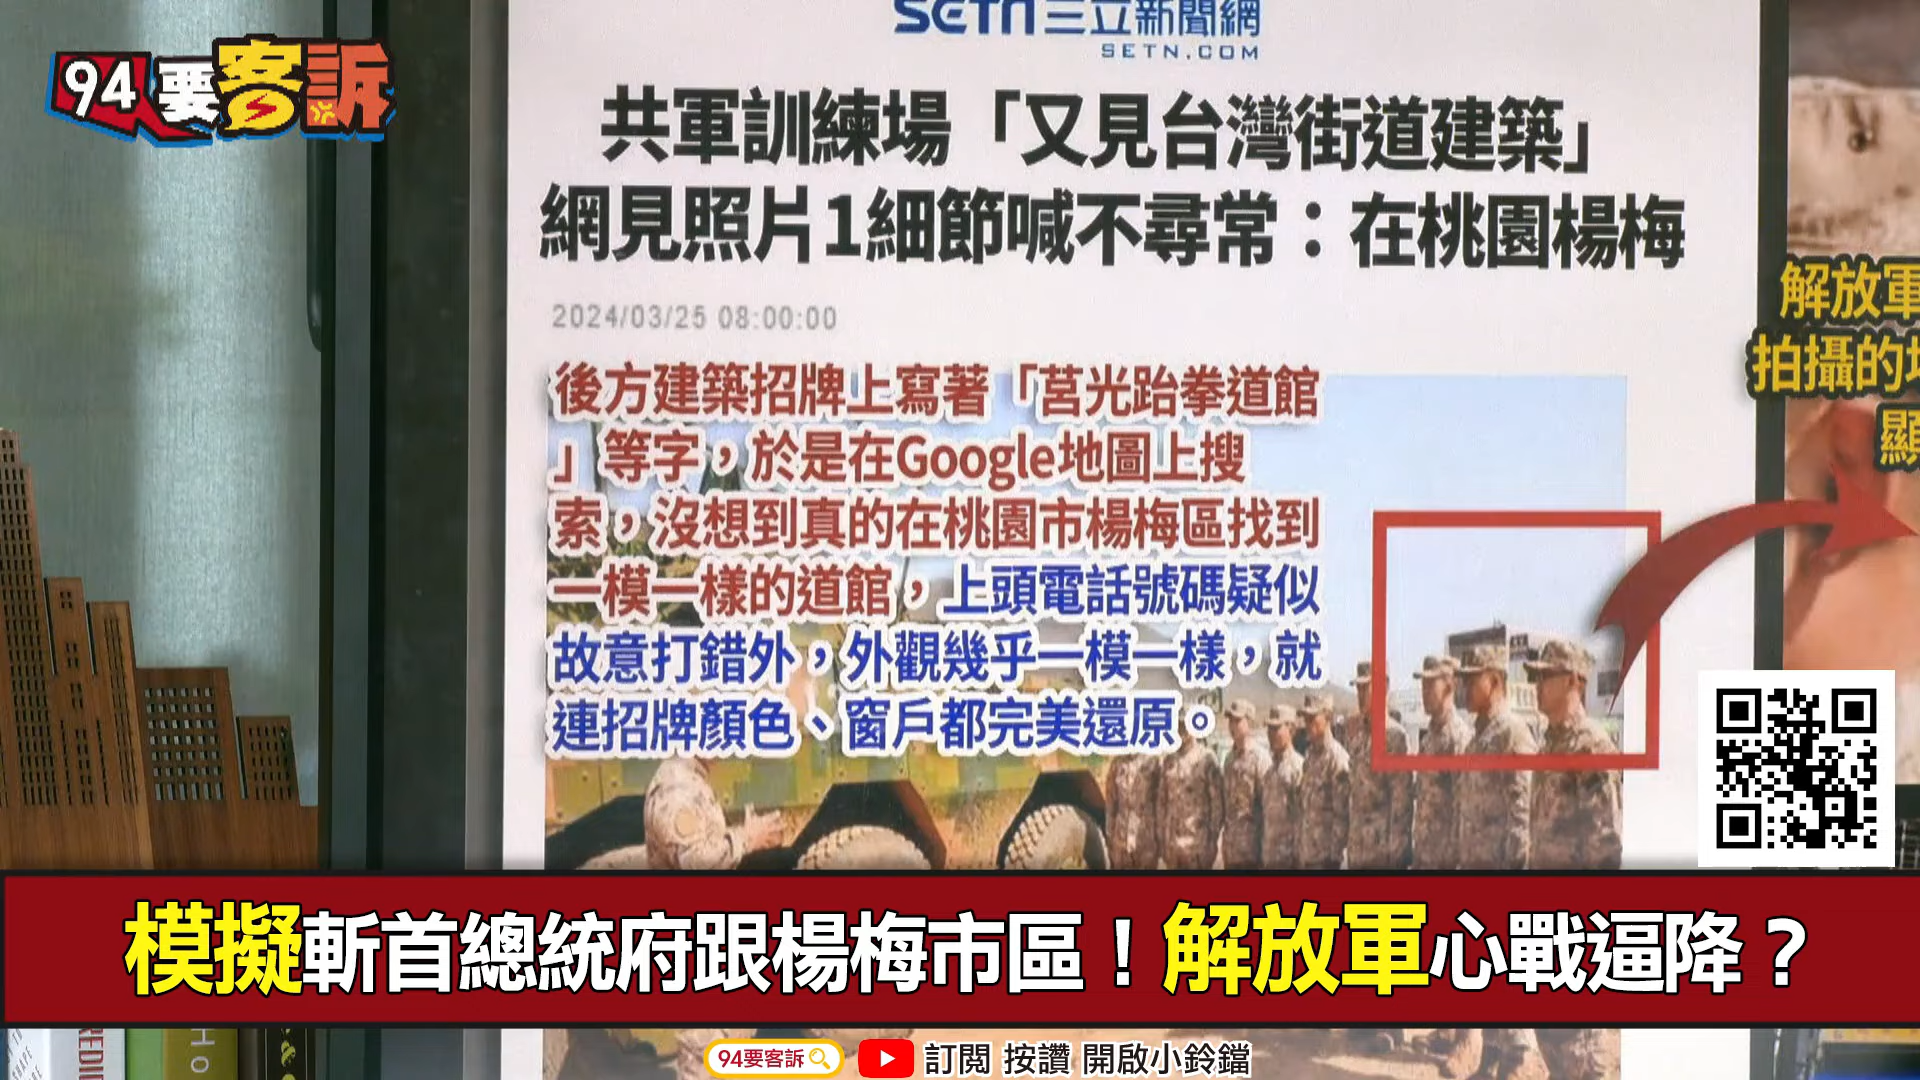 94要客訴
SETN三立新聞網
SETN.COM
共軍訓練場「又見台灣街道建築」
網見照片1細節喊不尋常：在桃園楊梅
2024/03/25 08:00:00
後方建築招牌上寫著「莒光跆拳道館
」等字，於是在Google地圖上搜
索，沒想到真的在桃園市楊梅區找到
一模一樣的道館，上頭電話號碼疑似
故意打錯外，外觀幾乎一模一樣，就
連招牌顏色、窗戶都完美還原。
解放軍
拍攝的
顯
模擬斬首總統府跟楊梅市區！解放軍心戰逼降？
94要客訴
訂閱 按讚 開啟小鈴鐺